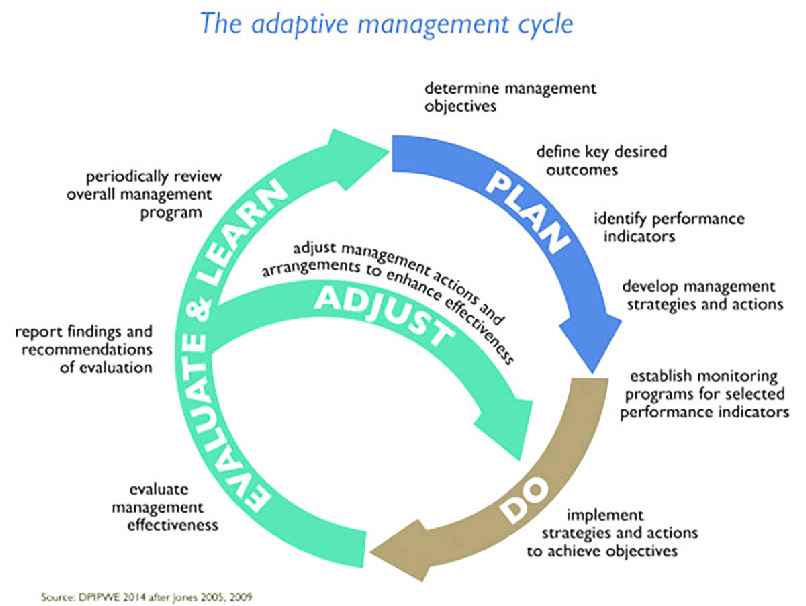 The adaptive management cycle
determine management
objectives
define key desired
outcomes
PLAN
identify performance
indicators
develop management
strategies and actions
establish monitoring
programs for selected
performance indicators
DO
implement
strategies and actions
to achieve objectives
evaluate
management
effectiveness
EVALUATE & LEARN
report findings and
recommendations
of evaluation
periodically review
overall management
program
adjust management actions and
arrangements to enhance effectiveness
ADJUST
Source: DPIPWE 2014 after Jones 2005, 2009